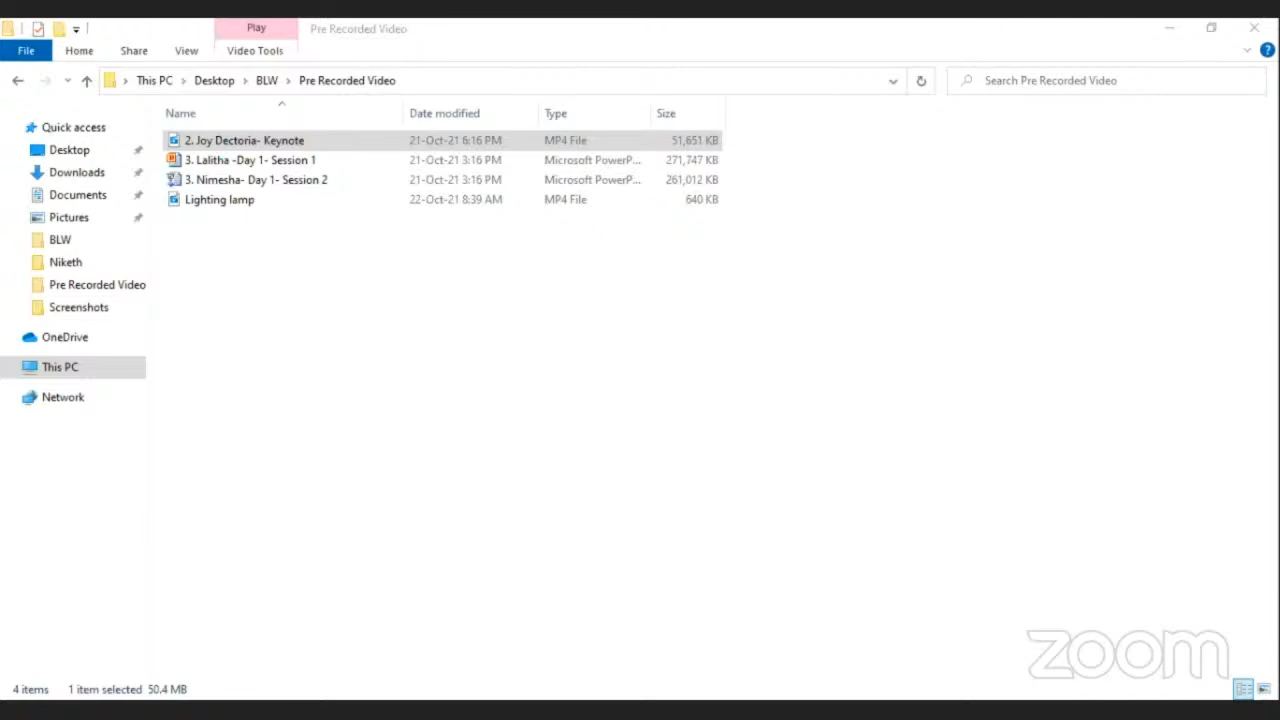 Play Pre Recorded Video
File Home Share View Video Tools
This PC Desktop BLW Pre Recorded Video Search Pre Recorded Video
Quick access
Desktop
Downloads
Documents
Pictures
BLW
Niketh
Pre Recorded Video
Screenshots
OneDrive
This PC
Network
Name Date modified Type Size
2. Joy Dectoria- Keynote 21-Oct-21 6:16 PM MP4 File 51,651 KB
3. Lalitha -Day 1- Session 1 21-Oct-21 3:16 PM Microsoft PowerP... 271,747 KB
3. Nimesha- Day 1- Session 2 21-Oct-21 3:16 PM Microsoft PowerP... 261,012 KB
Lighting lamp 22-Oct-21 8:39 AM MP4 File 640 KB
zoom
4 items 1 item selected 50.4 MB